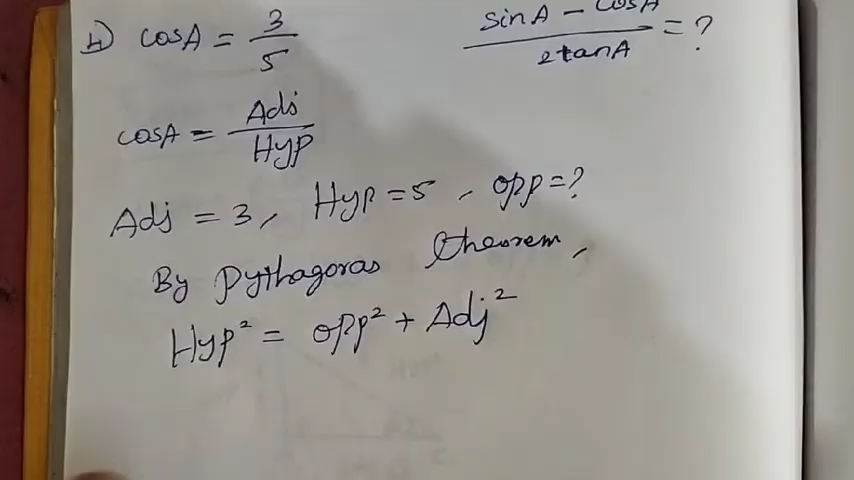 4) cosA = 3/5
sinA - cosA / 2tanA = ?
cosA = Adj / Hyp
Adj = 3, Hyp = 5, opp = ?
By pythagoras theorem,
Hyp² = opp² + Adj²